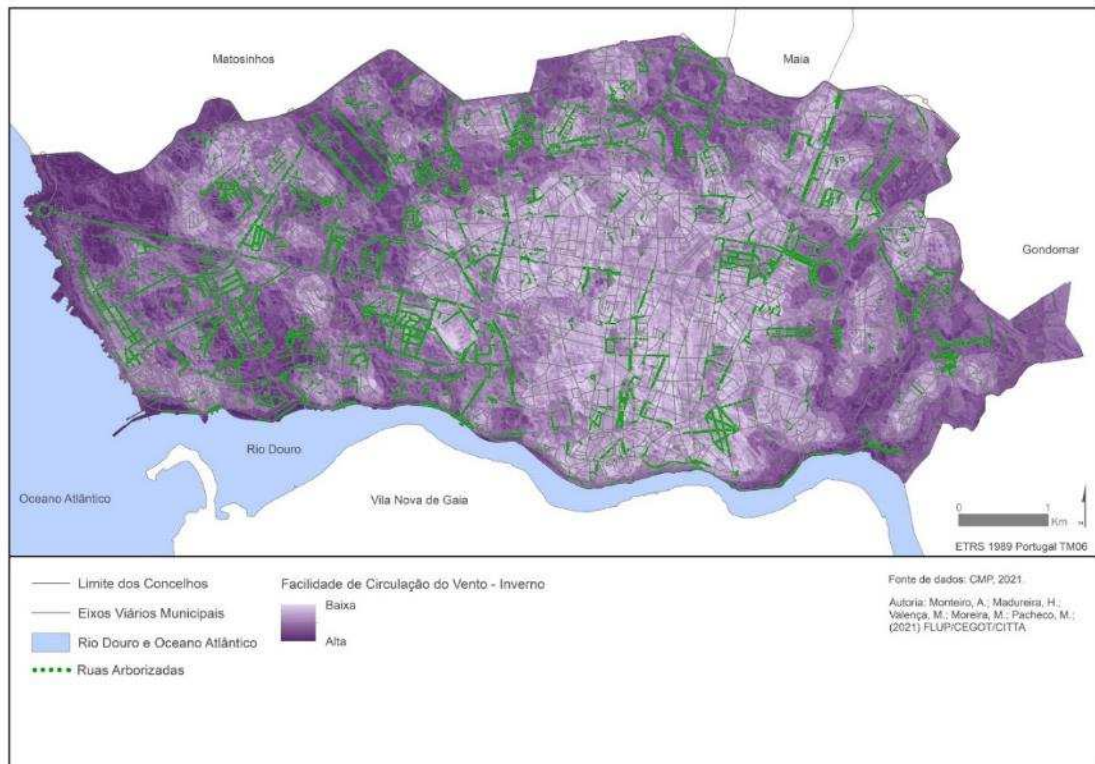 Matosinhos
Maia
Gondomar
Rio Douro
Oceano Atlântico
Vila Nova de Gaia
0 1
Km
N
ETRS 1989 Portugal TM06
Limite dos Concelhos
Eixos Viários Municipais
Rio Douro e Oceano Atlântico
Ruas Arborizadas
Facilidade de Circulação do Vento - Inverno
Baixa
Alta
Fonte de dados: CMP, 2021.
Autoria: Monteiro, A.; Madureira, H.;
Valença, M.; Moreira, M.; Pacheco, M.;
(2021) FLUP/CEGOT/CITTA